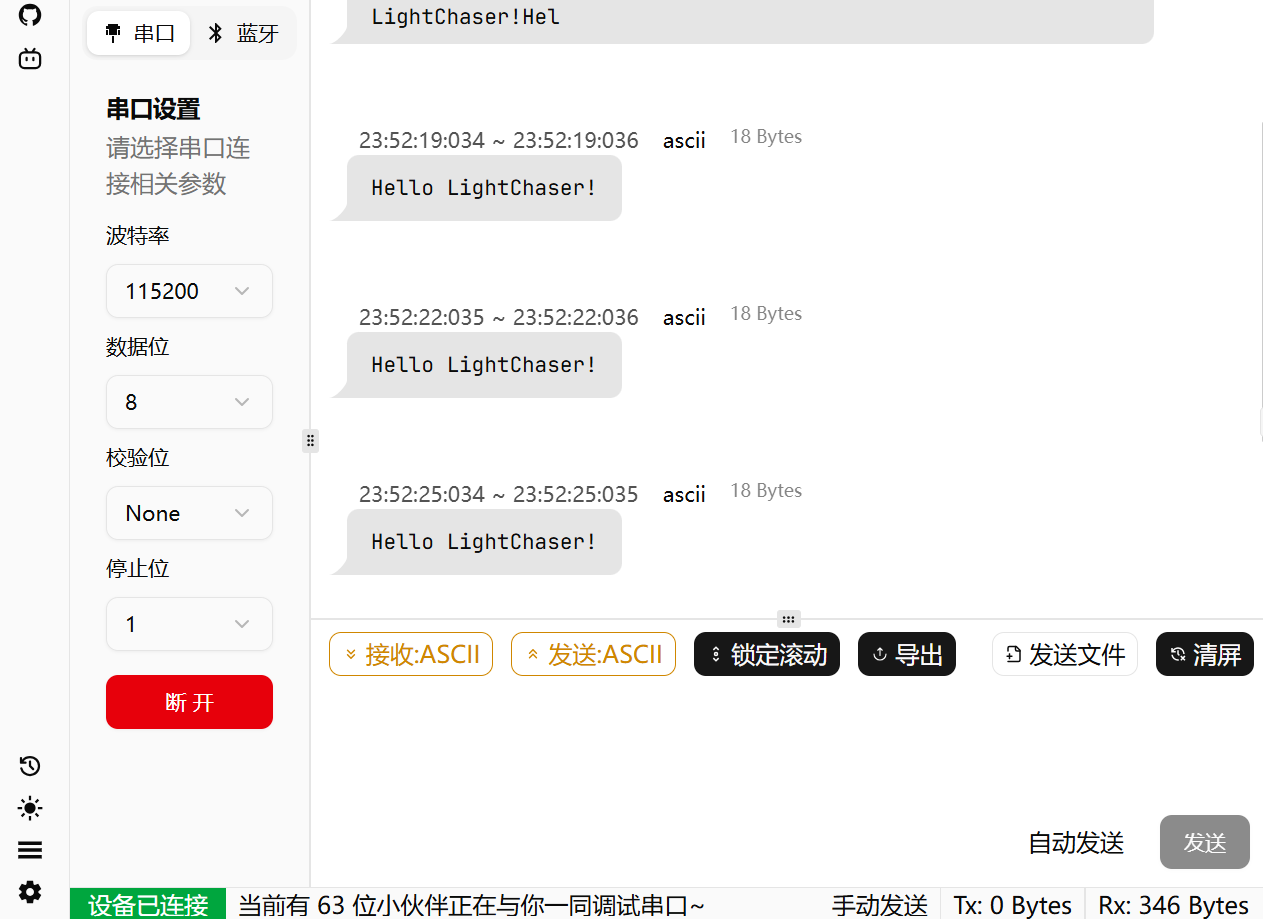 串口
蓝牙
串口设置
请选择串口连
接相关参数
波特率
115200
数据位
8
校验位
None
停止位
1
断 开
LightChaser!Hel
23:52:19:034 ~ 23:52:19:036 ascii 18 Bytes
Hello LightChaser!
23:52:22:035 ~ 23:52:22:036 ascii 18 Bytes
Hello LightChaser!
23:52:25:034 ~ 23:52:25:035 ascii 18 Bytes
Hello LightChaser!
接收:ASCII 发送:ASCII 锁定滚动 导出 发送文件 清屏
自动发送 发送
设备已连接 当前有 63 位小伙伴正在与你一同调试串口~ 手动发送 Tx: 0 Bytes Rx: 346 Bytes